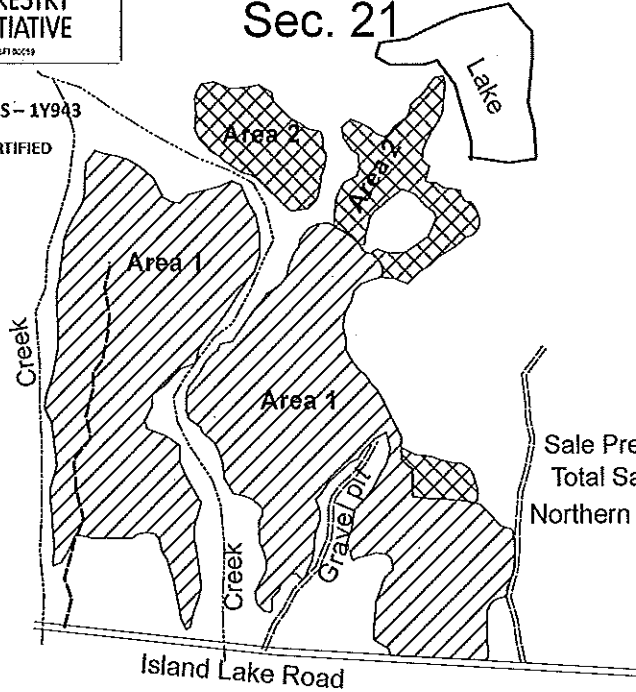 Sec. 21
TIATIVE
S – 1Y943
RTIFIED
Lake
Area 2
Area 2
Area 1
Area 1
Creek
Creek
Gravel pit
Sale Pre
Total Sa
Northern
Island Lake Road